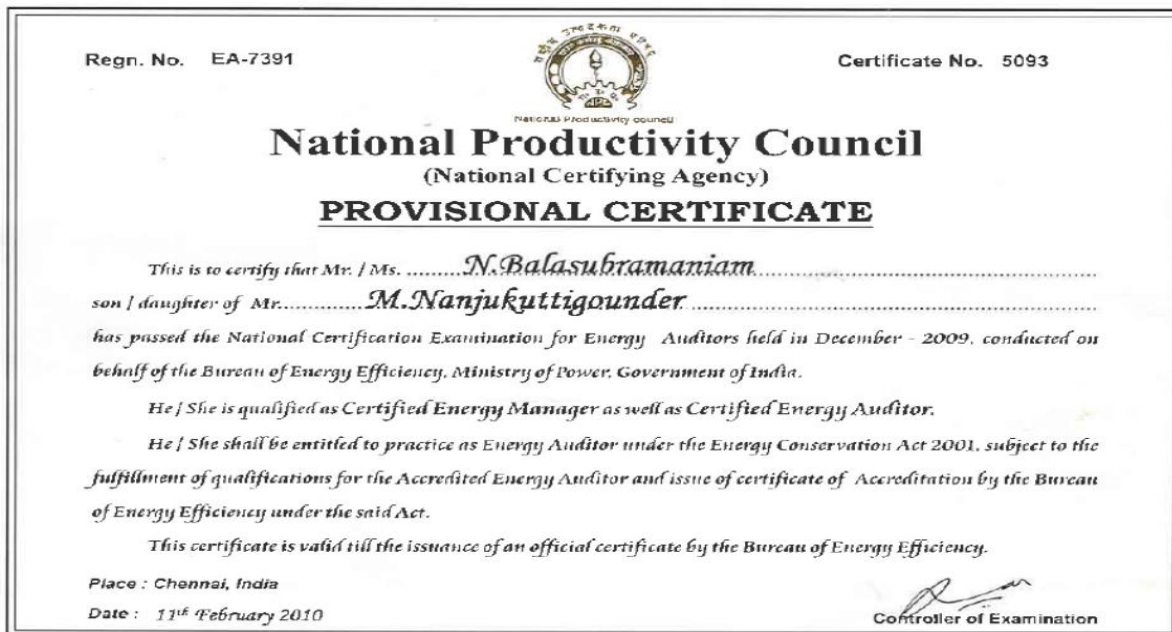 Regn. No. EA-7391
Certificate No. 5093
National Productivity council
National Productivity Council
(National Certifying Agency)
PROVISIONAL CERTIFICATE
This is to certify that Mr. / Ms. ......... N.Balasubramaniam ..........
son / daughter of Mr. ............ M.Nanjukuttigounder ..........
has passed the National Certification Examination for Energy Auditors held in December - 2009, conducted on
behalf of the Bureau of Energy Efficiency, Ministry of Power, Government of India.
He / She is qualified as Certified Energy Manager as well as Certified Energy Auditor.
He / She shall be entitled to practice as Energy Auditor under the Energy Conservation Act 2001, subject to the
fulfillment of qualifications for the Accredited Energy Auditor and issue of certificate of Accreditation by the Bureau
of Energy Efficiency under the said Act.
This certificate is valid till the issuance of an official certificate by the Bureau of Energy Efficiency.
Place : Chennai, India
Date : 11th February 2010
Controller of Examination